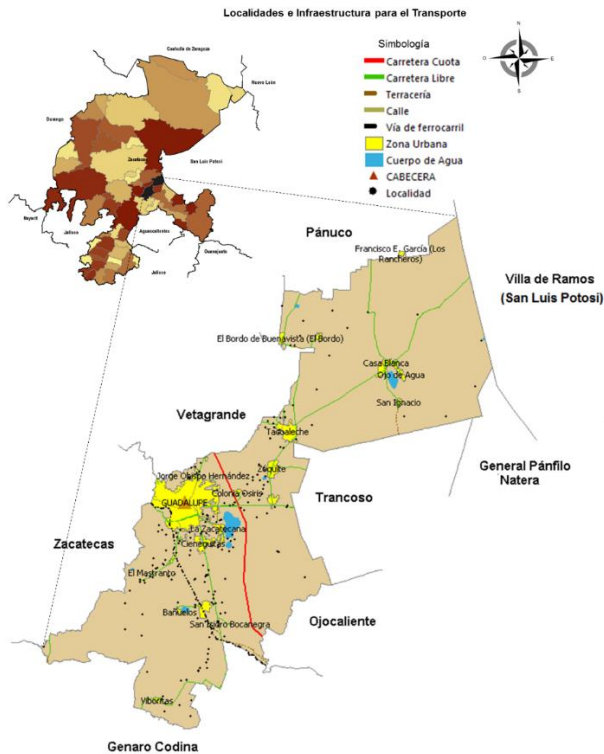 Localidades e Infraestructura para el Transporte
Simbología
Carretera Cuota
Carretera Libre
Terracería
Calle
Vía de ferrocarril
Zona Urbana
Cuerpo de Agua
CABECERA
Localidad
N
O
E
S
Coahuila de Zaragoza
Nuevo León
Durango
Zacatecas
San Luis Potosí
Nayarit
Jalisco
Aguascalientes
Guanajuato
Jalisco
Pánuco
Francisco E. García (Los
Rancheros)
Villa de Ramos
(San Luis Potosi)
El Bordo de Buenavista (El Bordo)
Casa Blanca
Ojo de Agua
San Ignacio
Vetagrande
Tacoaleche
General Pánfilo
Natera
Jorge Obispo Hernández
Zóquite
Colonia Osiris
Trancoso
GUADALUPE
La Zacatecana
Zacatecas
Cieneguitas
El Mastranto
Bañuelos
Ojocaliente
San Isidro Bocanegra
Viboritas
Genaro Codina